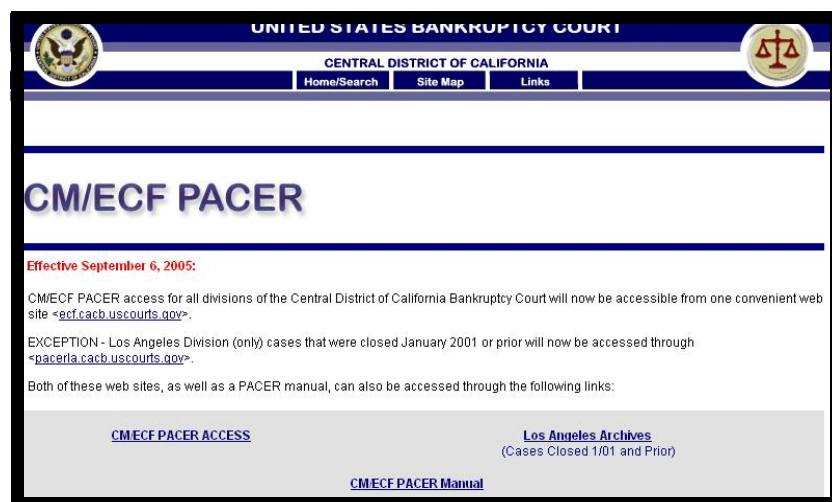 UNITED STATES BANKRUPTCY COURT
CENTRAL DISTRICT OF CALIFORNIA
Home/Search Site Map Links
CM/ECF PACER
Effective September 6, 2005:
CM/ECF PACER access for all divisions of the Central District of California Bankruptcy Court will now be accessible from one convenient web
site <ecf.cacb.uscourts.gov>.
EXCEPTION - Los Angeles Division (only) cases that were closed January 2001 or prior will now be accessed through
<pacerla.cacb.uscourts.gov>.
Both of these web sites, as well as a PACER manual, can also be accessed through the following links:
CM/ECF PACER ACCESS Los Angeles Archives
(Cases Closed 1/01 and Prior)
CM/ECF PACER Manual